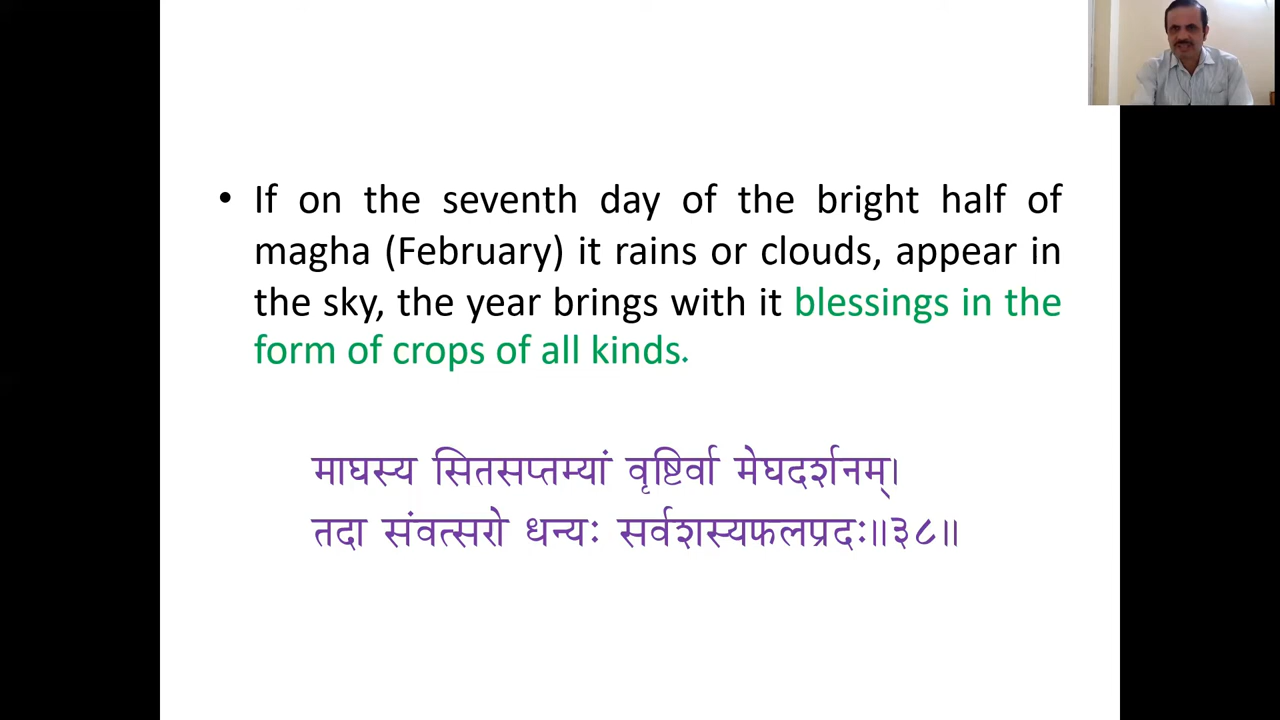 • If on the seventh day of the bright half of
magha (February) it rains or clouds, appear in
the sky, the year brings with it blessings in the
form of crops of all kinds.
माघस्य सितसप्तम्यां वृष्टिर्वा मेघदर्शनम्।
तदा संवत्सरो धन्यः सर्वशस्यफलप्रदः॥३८॥